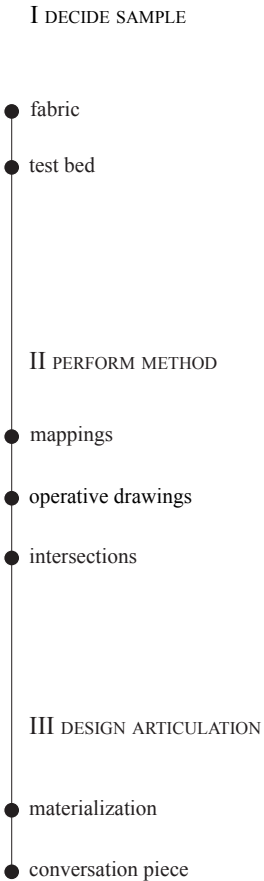 I DECIDE SAMPLE
fabric
test bed
II PERFORM METHOD
mappings
operative drawings
intersections
III DESIGN ARTICULATION
materialization
conversation piece